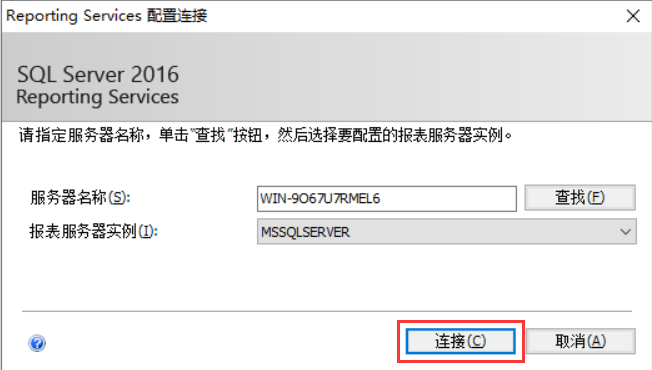 Reporting Services 配置连接
SQL Server 2016
Reporting Services
请指定服务器名称，单击“查找”按钮，然后选择要配置的报表服务器实例。
服务器名称(S): WIN-9O67U7RMEL6 查找(F)
报表服务器实例(I): MSSQLSERVER
连接(C) 取消(A)